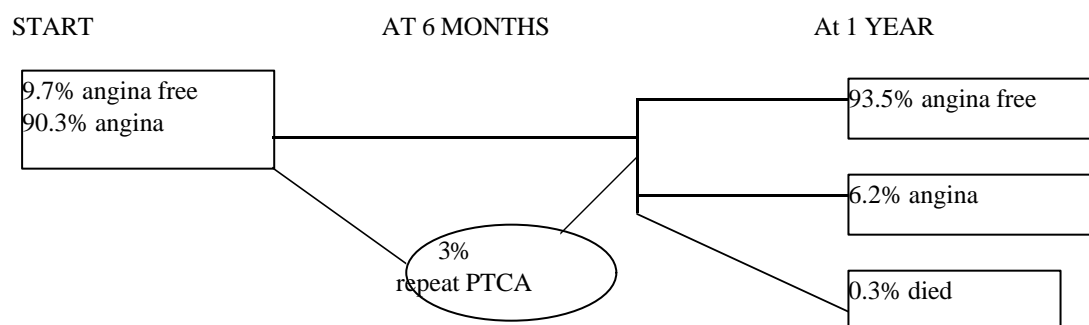 START
AT 6 MONTHS
At 1 YEAR
9.7% angina free
90.3% angina
3%
repeat PTCA
93.5% angina free
6.2% angina
0.3% died